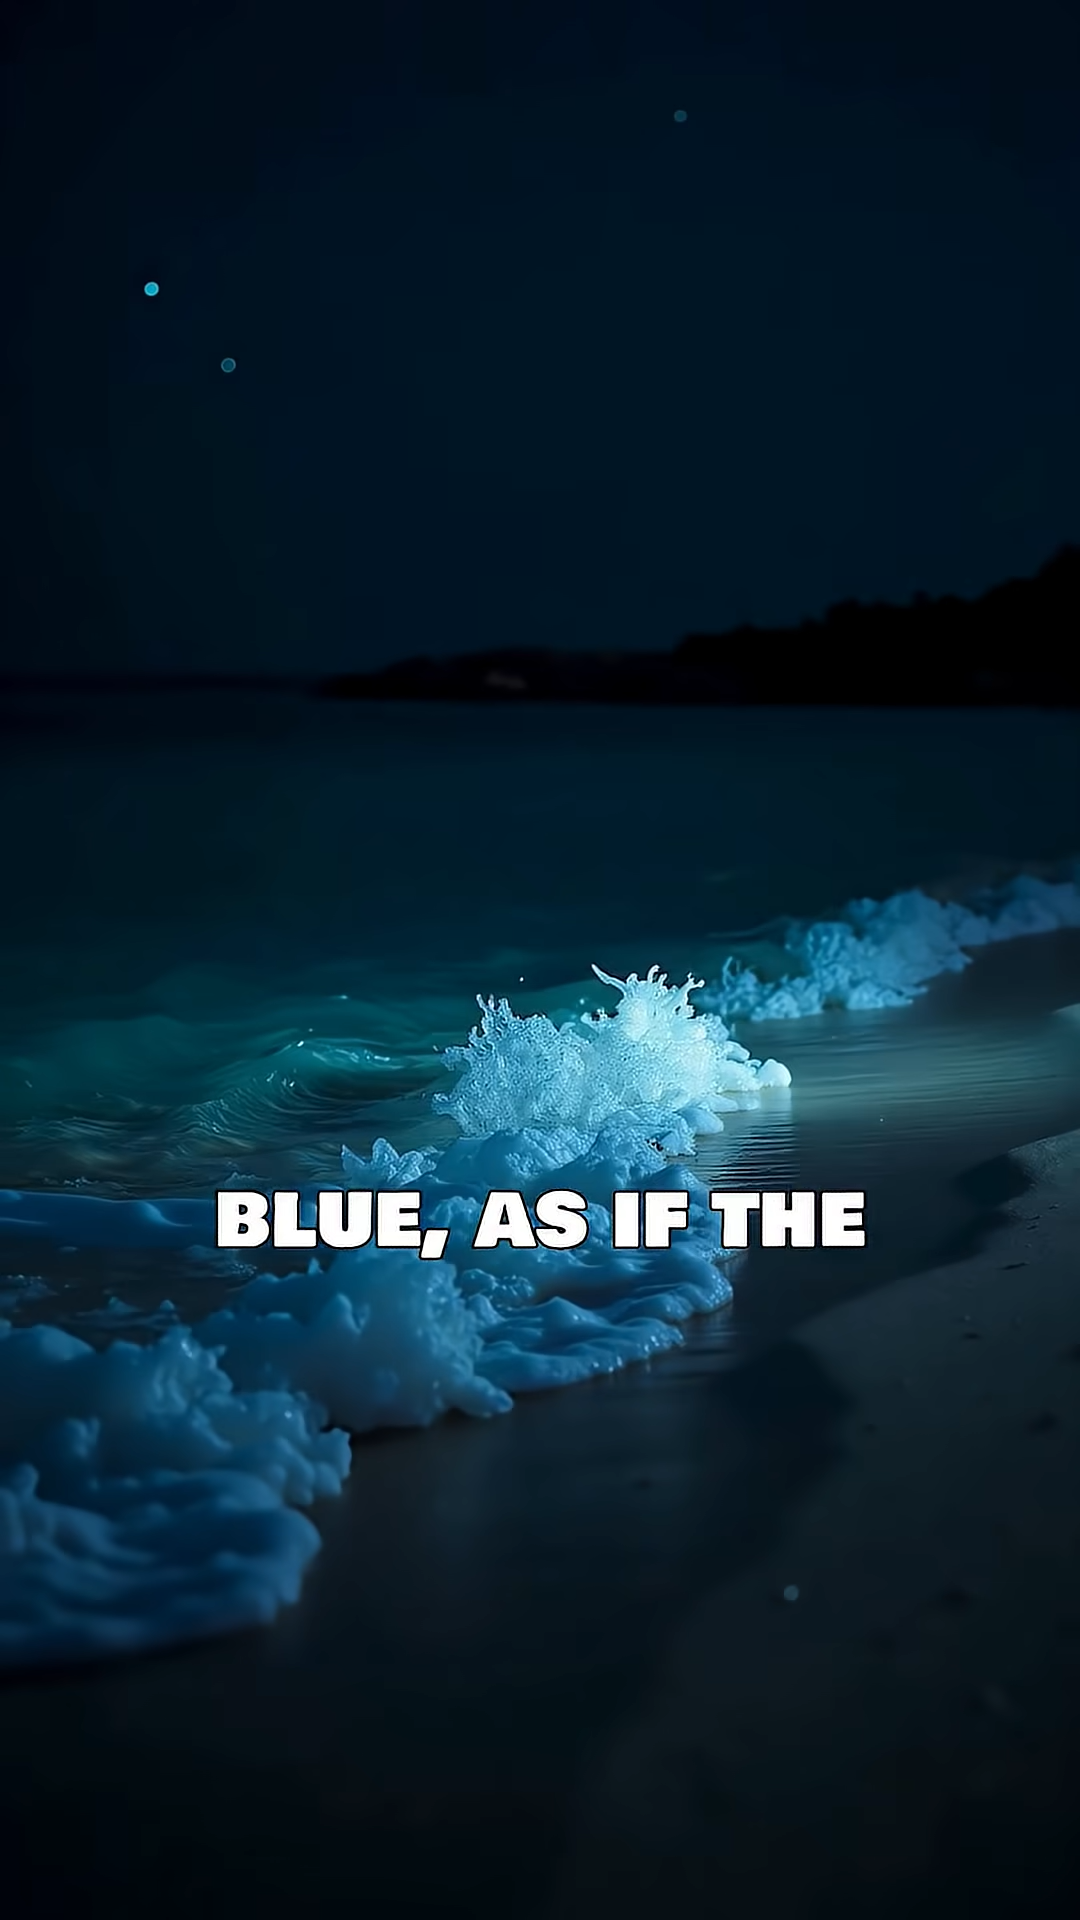 BLUE, AS IF THE